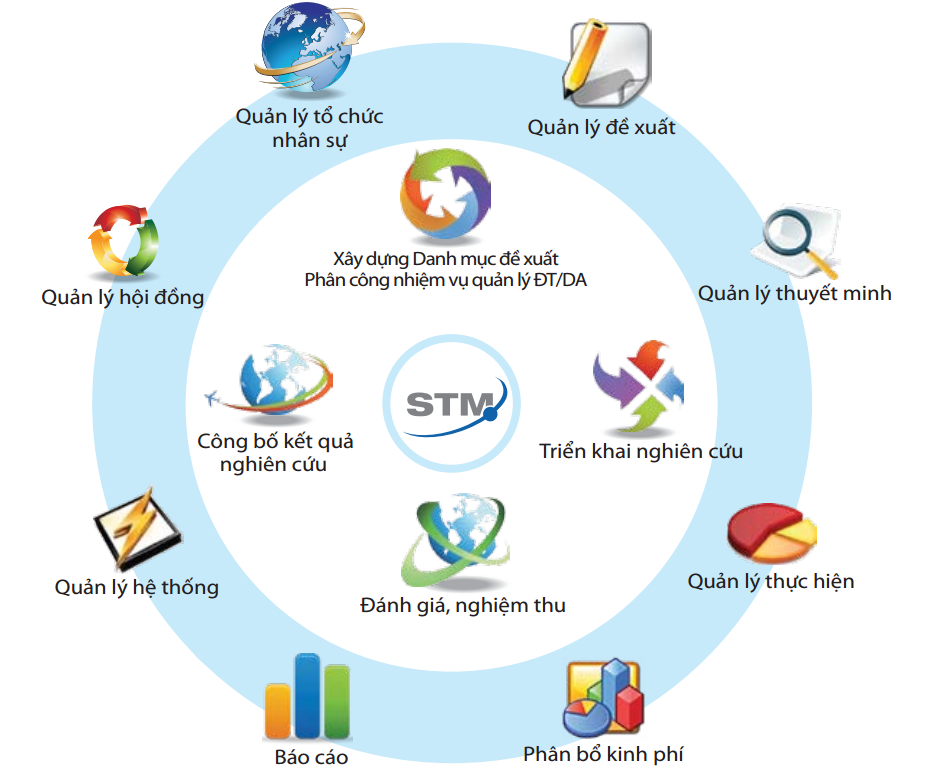 Quản lý tổ chức
nhân sự
Quản lý đề xuất
Xây dựng Danh mục đề xuất
Phân công nhiệm vụ quản lý ĐT/DA
Quản lý hội đồng
Quản lý thuyết minh
STM
Công bố kết quả
nghiên cứu
Triển khai nghiên cứu
Quản lý hệ thống
Đánh giá, nghiệm thu
Quản lý thực hiện
Báo cáo
Phân bổ kinh phí